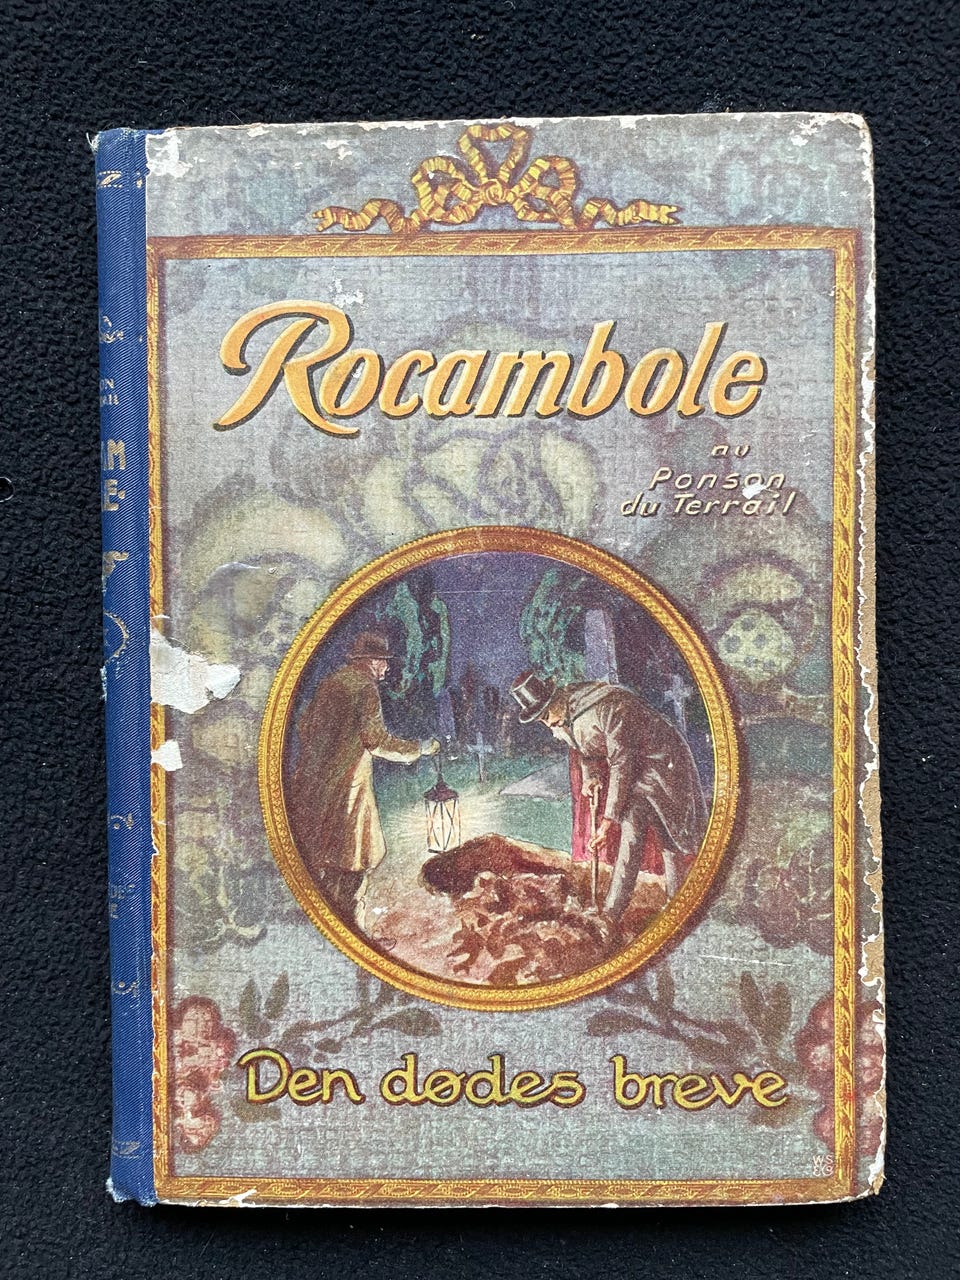 Rocambole
av
Ponson
du Terrail
Den dødes breve